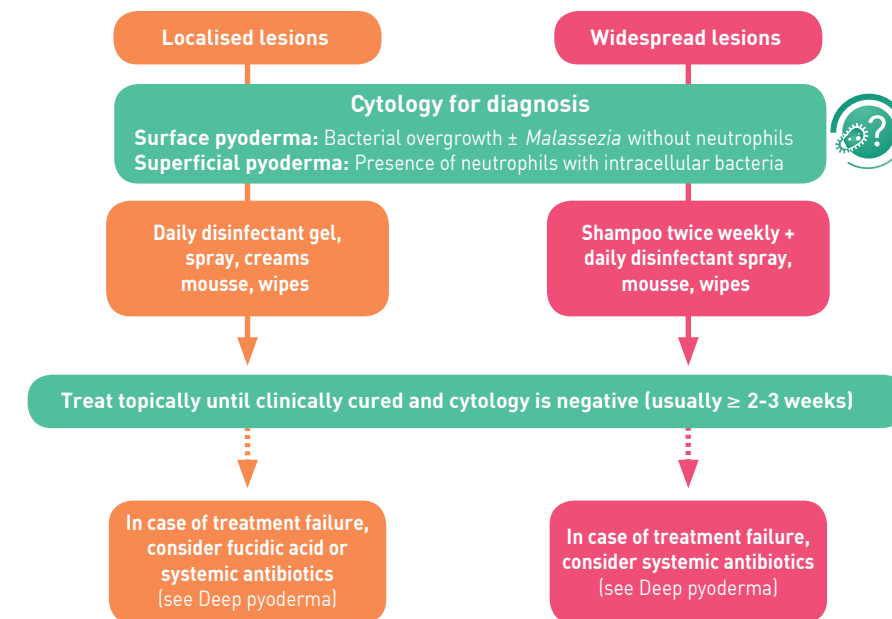 Localised lesions
Widespread lesions
Cytology for diagnosis
Surface pyoderma: Bacterial overgrowth ± Malassezia without neutrophils
Superficial pyoderma: Presence of neutrophils with intracellular bacteria
?
Daily disinfectant gel,
spray, creams
mousse, wipes
Shampoo twice weekly +
daily disinfectant spray,
mousse, wipes
Treat topically until clinically cured and cytology is negative (usually ≥ 2-3 weeks)
In case of treatment failure,
consider fucidic acid or
systemic antibiotics
(see Deep pyoderma)
In case of treatment failure,
consider systemic antibiotics
(see Deep pyoderma)